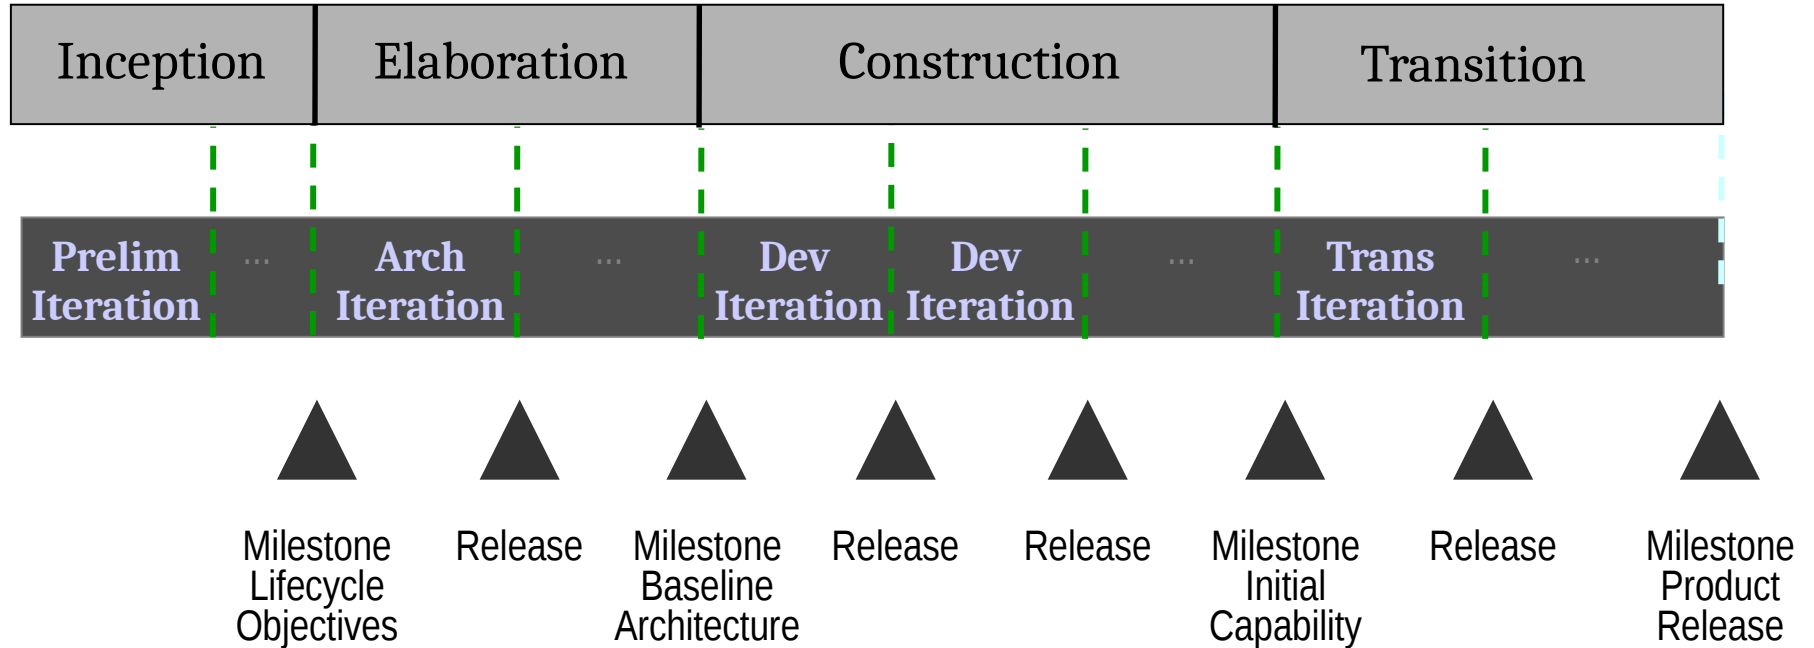 Inception Elaboration Construction Transition
Prelim ... Arch ... Dev Dev ... Trans ...
Iteration Iteration Iteration Iteration Iteration
Milestone Release Milestone Release Release Milestone Release Milestone
Lifecycle Baseline Initial Product
Objectives Architecture Capability Release